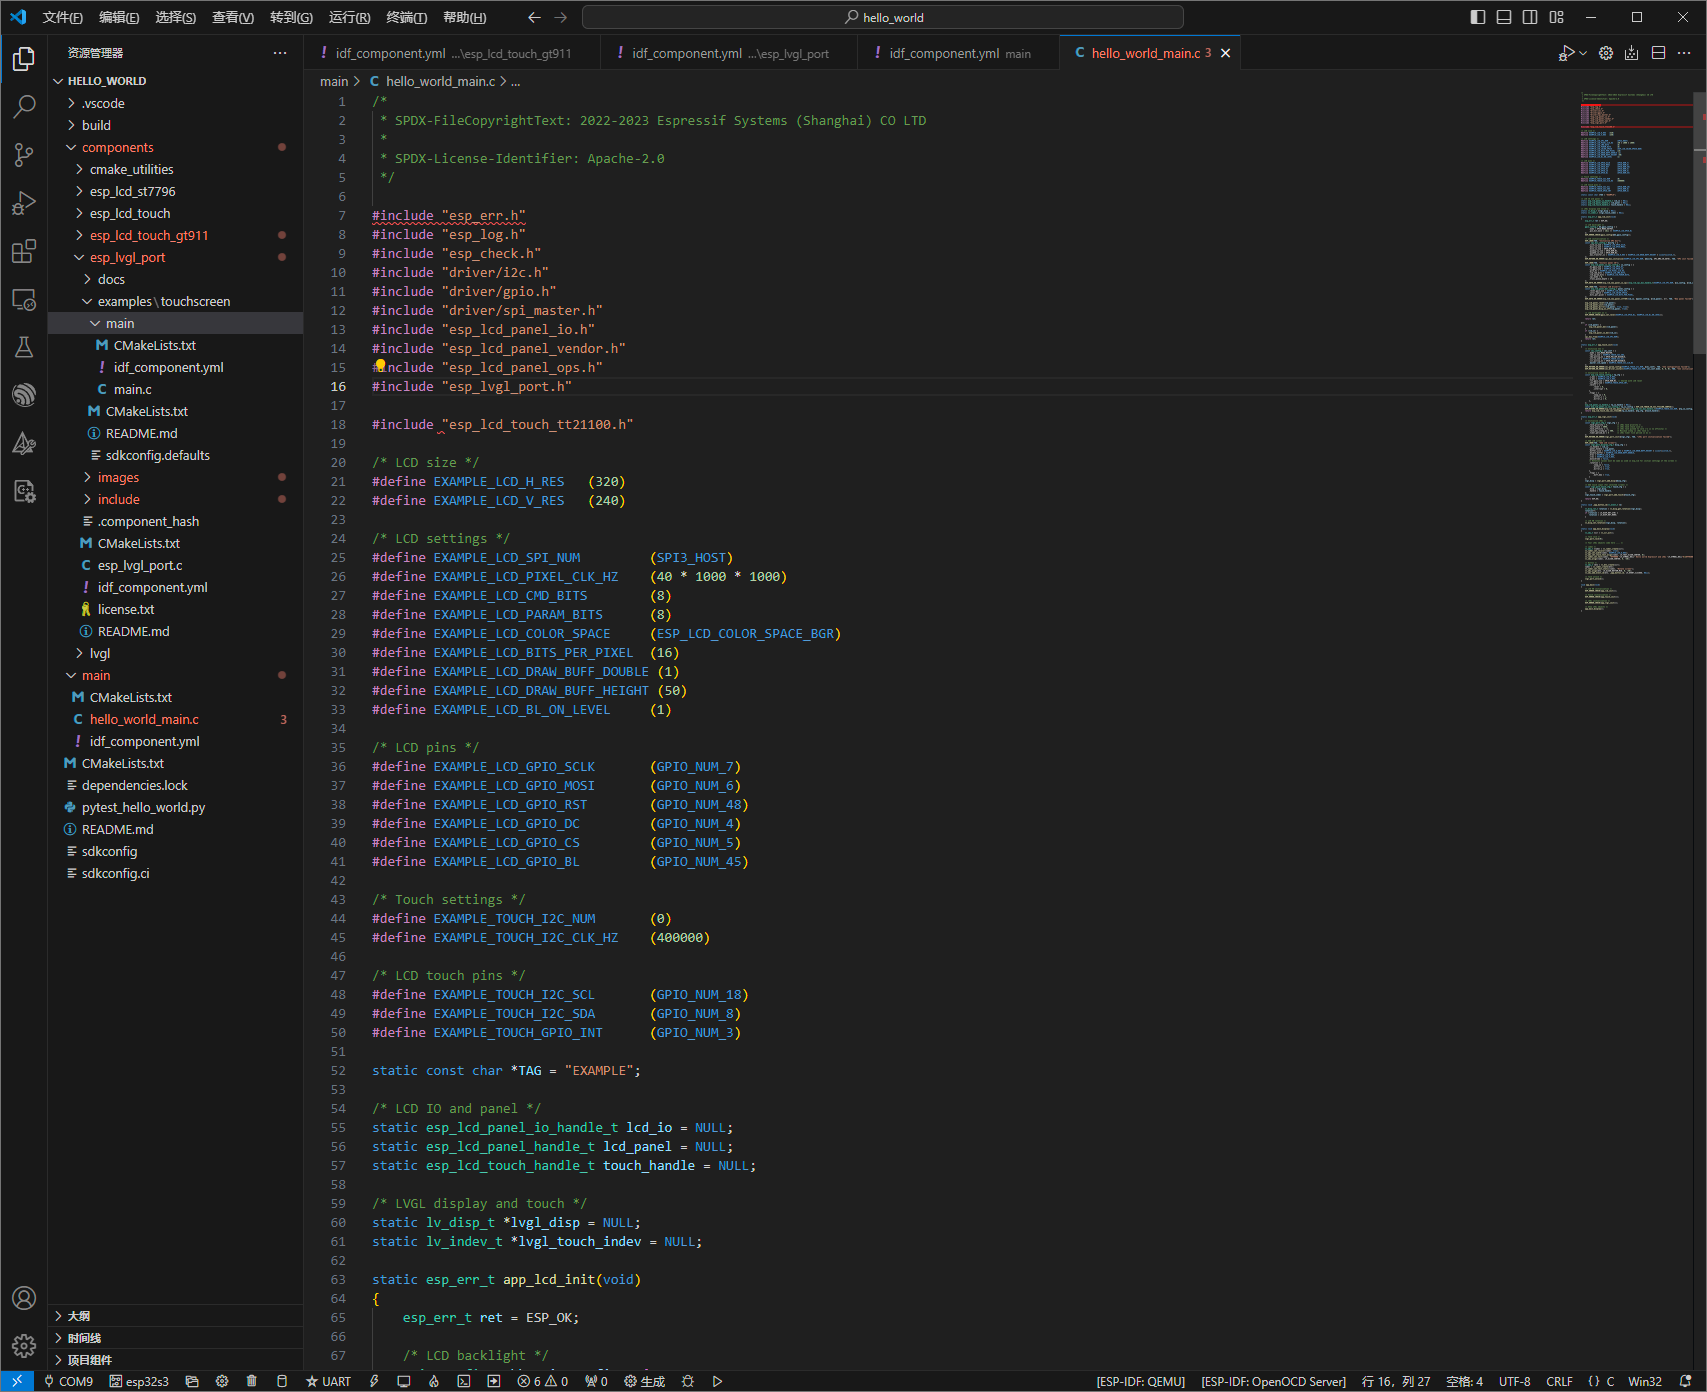 文件(F) 编辑(E) 选择(S) 查看(V) 转到(G) 运行(R) 终端(T) 帮助(H) hello_world
资源管理器
idf_component.yml ...\esp_lcd_touch_gt911 idf_component.yml ...\esp_lvgl_port idf_component.yml main hello_world_main.c 3
main > hello_world_main.c > ...
HELLO_WORLD
.vscode
build
components
cmake_utilities
esp_lcd_st7796
esp_lcd_touch
esp_lcd_touch_gt911
esp_lvgl_port
docs
examples\touchscreen
main
CMakeLists.txt
idf_component.yml
main.c
CMakeLists.txt
README.md
sdkconfig.defaults
images
include
.component_hash
CMakeLists.txt
esp_lvgl_port.c
idf_component.yml
license.txt
README.md
lvgl
main
CMakeLists.txt
hello_world_main.c 3
idf_component.yml
CMakeLists.txt
dependencies.lock
pytest_hello_world.py
README.md
sdkconfig
sdkconfig.ci
大纲
时间线
项目组件
1 /*
2 * SPDX-FileCopyrightText: 2022-2023 Espressif Systems (Shanghai) CO LTD
3 *
4 * SPDX-License-Identifier: Apache-2.0
5 */
6
7 #include "esp_err.h"
8 #include "esp_log.h"
9 #include "esp_check.h"
10 #include "driver/i2c.h"
11 #include "driver/gpio.h"
12 #include "driver/spi_master.h"
13 #include "esp_lcd_panel_io.h"
14 #include "esp_lcd_panel_vendor.h"
15 #include "esp_lcd_panel_ops.h"
16 #include "esp_lvgl_port.h"
17
18 #include "esp_lcd_touch_tt21100.h"
19
20 /* LCD size */
21 #define EXAMPLE_LCD_H_RES (320)
22 #define EXAMPLE_LCD_V_RES (240)
23
24 /* LCD settings */
25 #define EXAMPLE_LCD_SPI_NUM (SPI3_HOST)
26 #define EXAMPLE_LCD_PIXEL_CLK_HZ (40 * 1000 * 1000)
27 #define EXAMPLE_LCD_CMD_BITS (8)
28 #define EXAMPLE_LCD_PARAM_BITS (8)
29 #define EXAMPLE_LCD_COLOR_SPACE (ESP_LCD_COLOR_SPACE_BGR)
30 #define EXAMPLE_LCD_BITS_PER_PIXEL (16)
31 #define EXAMPLE_LCD_DRAW_BUFF_DOUBLE (1)
32 #define EXAMPLE_LCD_DRAW_BUFF_HEIGHT (50)
33 #define EXAMPLE_LCD_BL_ON_LEVEL (1)
34
35 /* LCD pins */
36 #define EXAMPLE_LCD_GPIO_SCLK (GPIO_NUM_7)
37 #define EXAMPLE_LCD_GPIO_MOSI (GPIO_NUM_6)
38 #define EXAMPLE_LCD_GPIO_RST (GPIO_NUM_48)
39 #define EXAMPLE_LCD_GPIO_DC (GPIO_NUM_4)
40 #define EXAMPLE_LCD_GPIO_CS (GPIO_NUM_5)
41 #define EXAMPLE_LCD_GPIO_BL (GPIO_NUM_45)
42
43 /* Touch settings */
44 #define EXAMPLE_TOUCH_I2C_NUM (0)
45 #define EXAMPLE_TOUCH_I2C_CLK_HZ (400000)
46
47 /* LCD touch pins */
48 #define EXAMPLE_TOUCH_I2C_SCL (GPIO_NUM_18)
49 #define EXAMPLE_TOUCH_I2C_SDA (GPIO_NUM_8)
50 #define EXAMPLE_TOUCH_GPIO_INT (GPIO_NUM_3)
51
52 static const char *TAG = "EXAMPLE";
53
54 /* LCD IO and panel */
55 static esp_lcd_panel_io_handle_t lcd_io = NULL;
56 static esp_lcd_panel_handle_t lcd_panel = NULL;
57 static esp_lcd_touch_handle_t touch_handle = NULL;
58
59 /* LVGL display and touch */
60 static lv_disp_t *lvgl_disp = NULL;
61 static lv_indev_t *lvgl_touch_indev = NULL;
62
63 static esp_err_t app_lcd_init(void)
64 {
65 esp_err_t ret = ESP_OK;
66
67 /* LCD backlight */
COM9 esp32s3 UART 6 0 0 生成 [ESP-IDF: QEMU] [ESP-IDF: OpenOCD Server] 行 16，列 27 空格: 4 UTF-8 CRLF {} C Win32